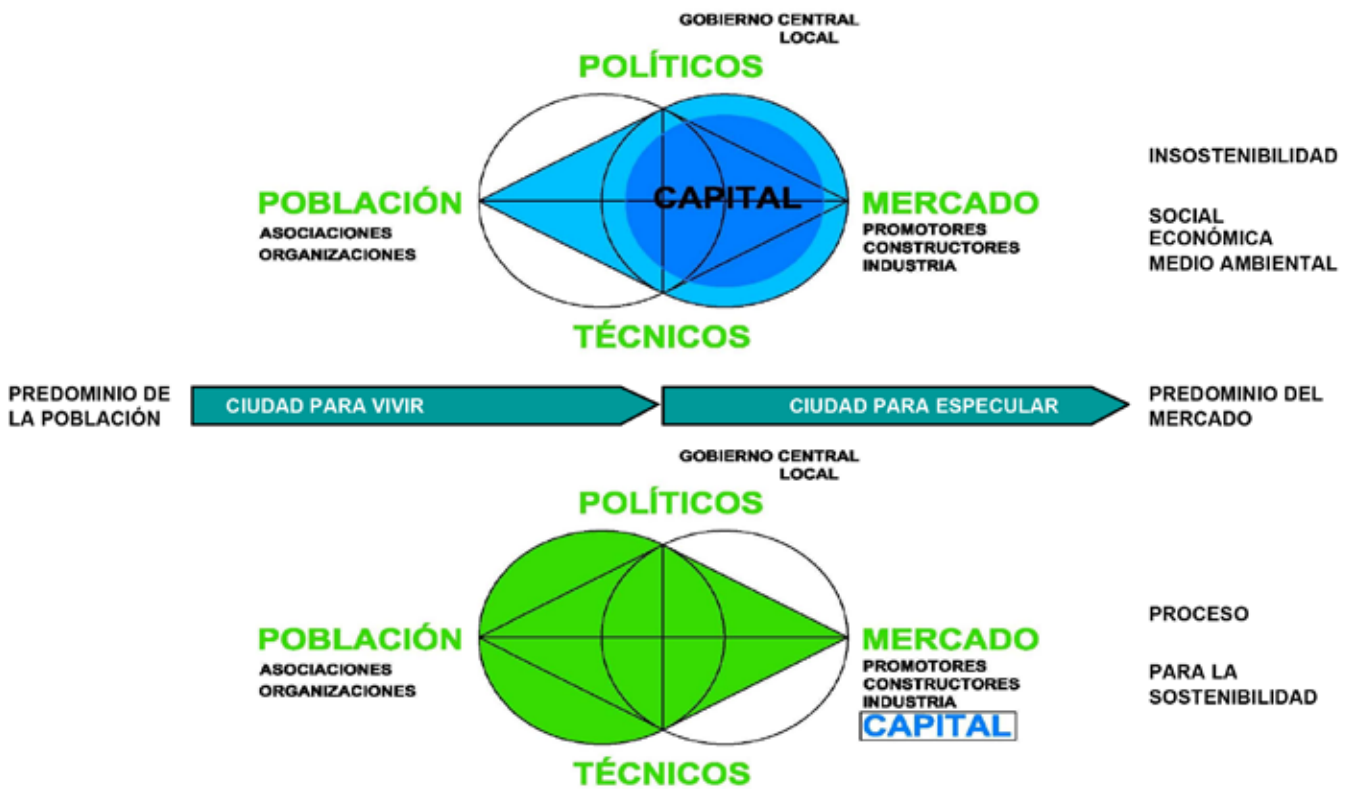 GOBIERNO CENTRAL
LOCAL
POLÍTICOS
CAPITAL
POBLACIÓN
ASOCIACIONES
ORGANIZACIONES
MERCADO
PROMOTORES
CONSTRUCTORES
INDUSTRIA
INSOSTENIBILIDAD
SOCIAL
ECONÓMICA
MEDIO AMBIENTAL
TÉCNICOS
PREDOMINIO DE
LA POBLACIÓN
CIUDAD PARA VIVIR
CIUDAD PARA ESPECULAR
PREDOMINIO DEL
MERCADO
GOBIERNO CENTRAL
LOCAL
POLÍTICOS
POBLACIÓN
ASOCIACIONES
ORGANIZACIONES
MERCADO
PROMOTORES
CONSTRUCTORES
INDUSTRIA
CAPITAL
PROCESO
PARA LA
SOSTENIBILIDAD
TÉCNICOS